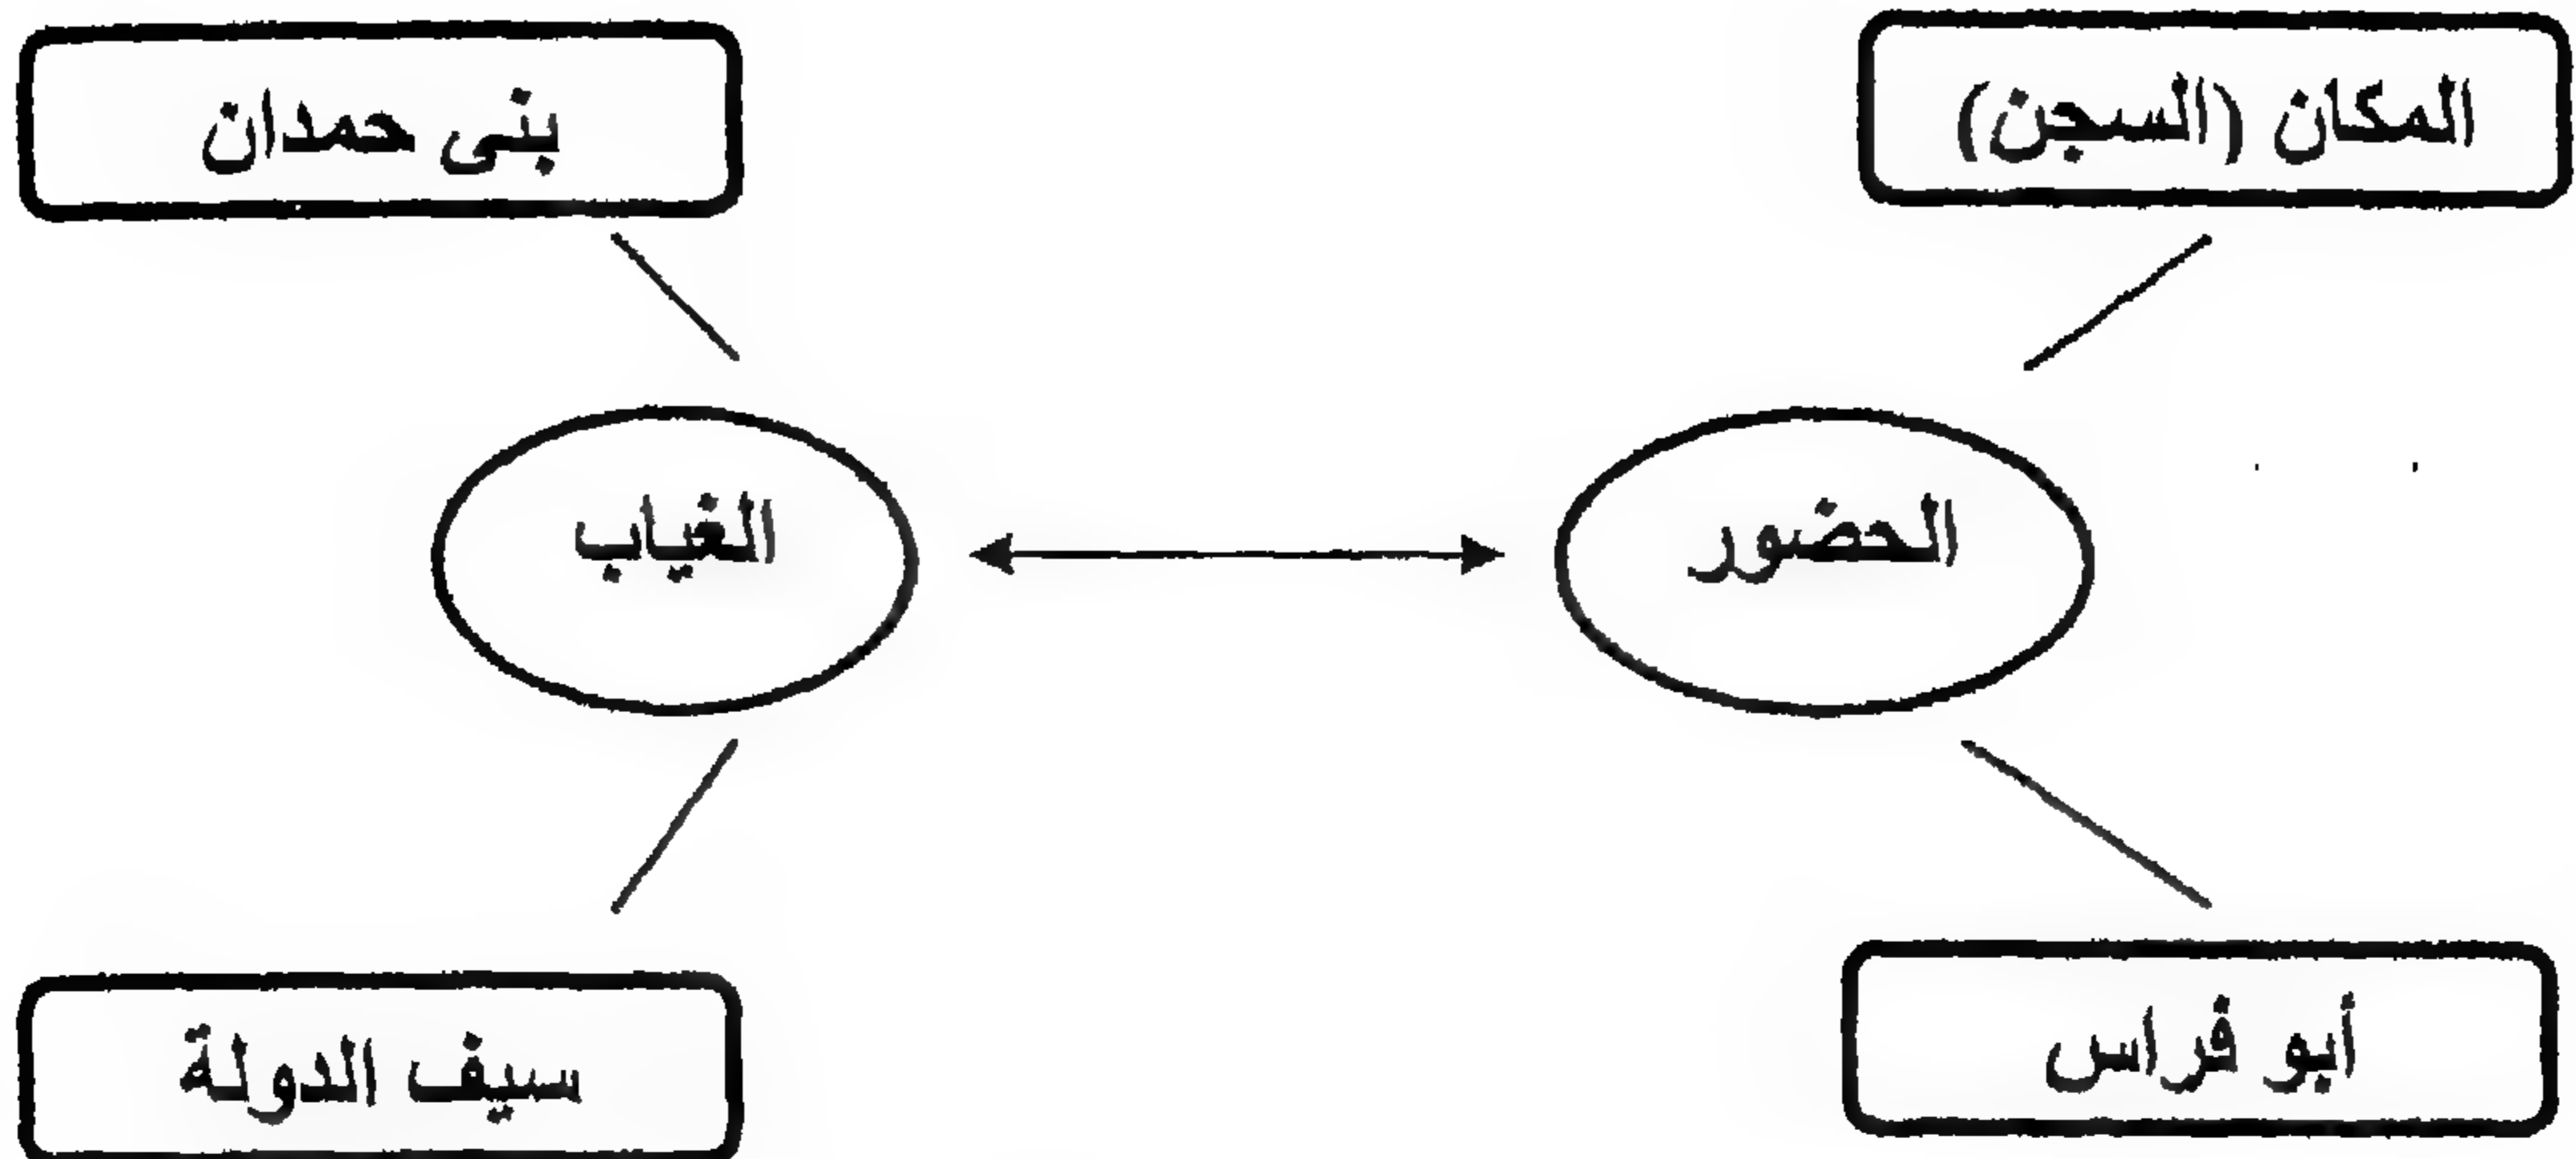 المكان (السجن)
بنى حمدان
الحضور
الغياب
أبو فراس
سيف الدولة